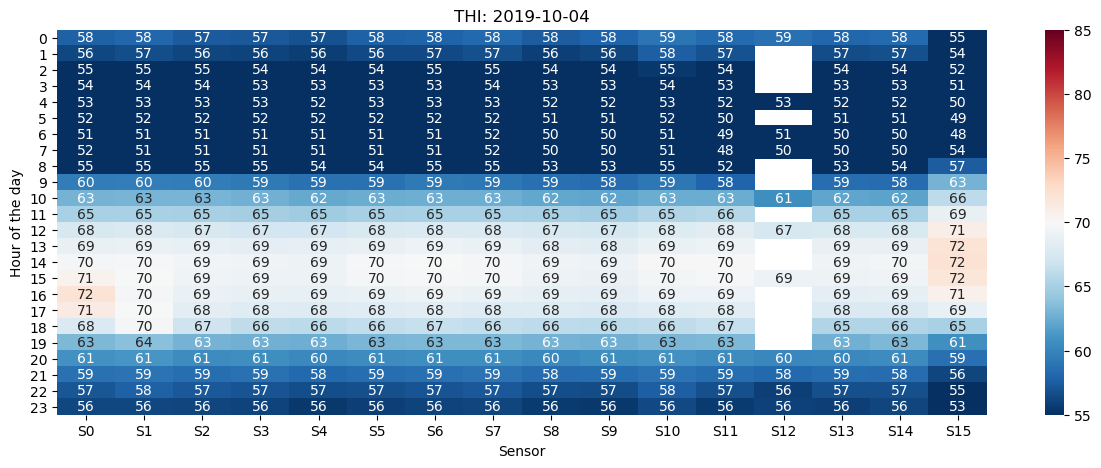 THI: 2019-10-04
0 58 58 57 57 57 58 58 58 58 58 59 58 59 58 58 55
1 56 57 56 56 56 56 57 57 56 56 58 57 57 57 54
2 55 55 55 54 54 54 55 55 54 54 55 54 54 54 52
3 54 54 54 53 53 53 53 54 53 53 54 53 53 53 51
4 53 53 53 53 52 53 53 53 52 52 53 52 53 52 52 50
5 52 52 52 52 52 52 52 52 51 51 52 50 51 51 49
6 51 51 51 51 51 51 51 52 50 50 51 49 51 50 50 48
7 52 51 51 51 51 51 51 52 50 50 51 48 50 50 50 54
8 55 55 55 55 54 54 55 55 53 53 55 52 53 54 57
9 60 60 60 59 59 59 59 59 59 58 59 58 59 58 63
10 63 63 63 63 62 63 63 63 62 62 63 63 61 62 62 66
11 65 65 65 65 65 65 65 65 65 65 65 66 65 65 69
12 68 68 67 67 67 68 68 68 67 67 68 68 67 68 68 71
13 69 69 69 69 69 69 69 69 68 68 69 69 69 69 72
14 70 70 69 69 69 70 70 70 69 69 70 70 69 70 72
15 71 70 69 69 69 70 70 70 69 69 70 70 69 69 69 72
16 72 70 69 69 69 69 69 69 69 69 69 69 69 69 71
17 71 70 68 68 68 68 68 68 68 68 68 68 68 68 69
18 68 70 67 66 66 66 67 66 66 66 66 67 65 66 65
19 63 64 63 63 63 63 63 63 63 63 63 63 63 63 61
20 61 61 61 61 60 61 61 61 60 61 61 61 60 60 61 59
21 59 59 59 59 58 59 59 59 59 59 59 59 58 59 58 56
22 57 58 57 57 57 57 57 57 57 57 58 57 56 57 57 55
23 56 56 56 56 56 56 56 56 56 56 56 56 56 56 56 53
S0 S1 S2 S3 S4 S5 S6 S7 S8 S9 S10 S11 S12 S13 S14 S15
Sensor
Hour of the day
85
80
75
70
65
60
55